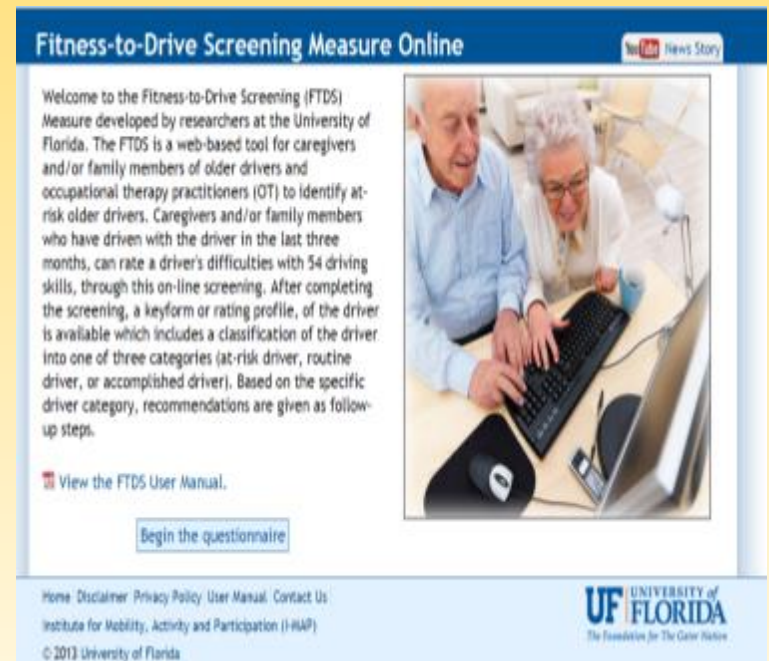 Fitness-to-Drive Screening Measure Online
YouTube News Story
Welcome to the Fitness-to-Drive Screening (FTDS)
Measure developed by researchers at the University of
Florida. The FTDS is a web-based tool for caregivers
and/or family members of older drivers and
occupational therapy practitioners (OT) to identify at-
risk older drivers. Caregivers and/or family members
who have driven with the driver in the last three
months, can rate a driver's difficulties with 54 driving
skills, through this on-line screening. After completing
the screening, a keyform or rating profile, of the driver
is available which includes a classification of the driver
into one of three categories (at-risk driver, routine
driver, or accomplished driver). Based on the specific
driver category, recommendations are given as follow-
up steps.
View the FTDS User Manual.
Begin the questionnaire
Home Disclaimer Privacy Policy User Manual Contact Us
Institute for Mobility, Activity and Participation (I-MAP)
© 2013 University of Florida
UF UNIVERSITY of
FLORIDA
The Foundation for The Gator Nation